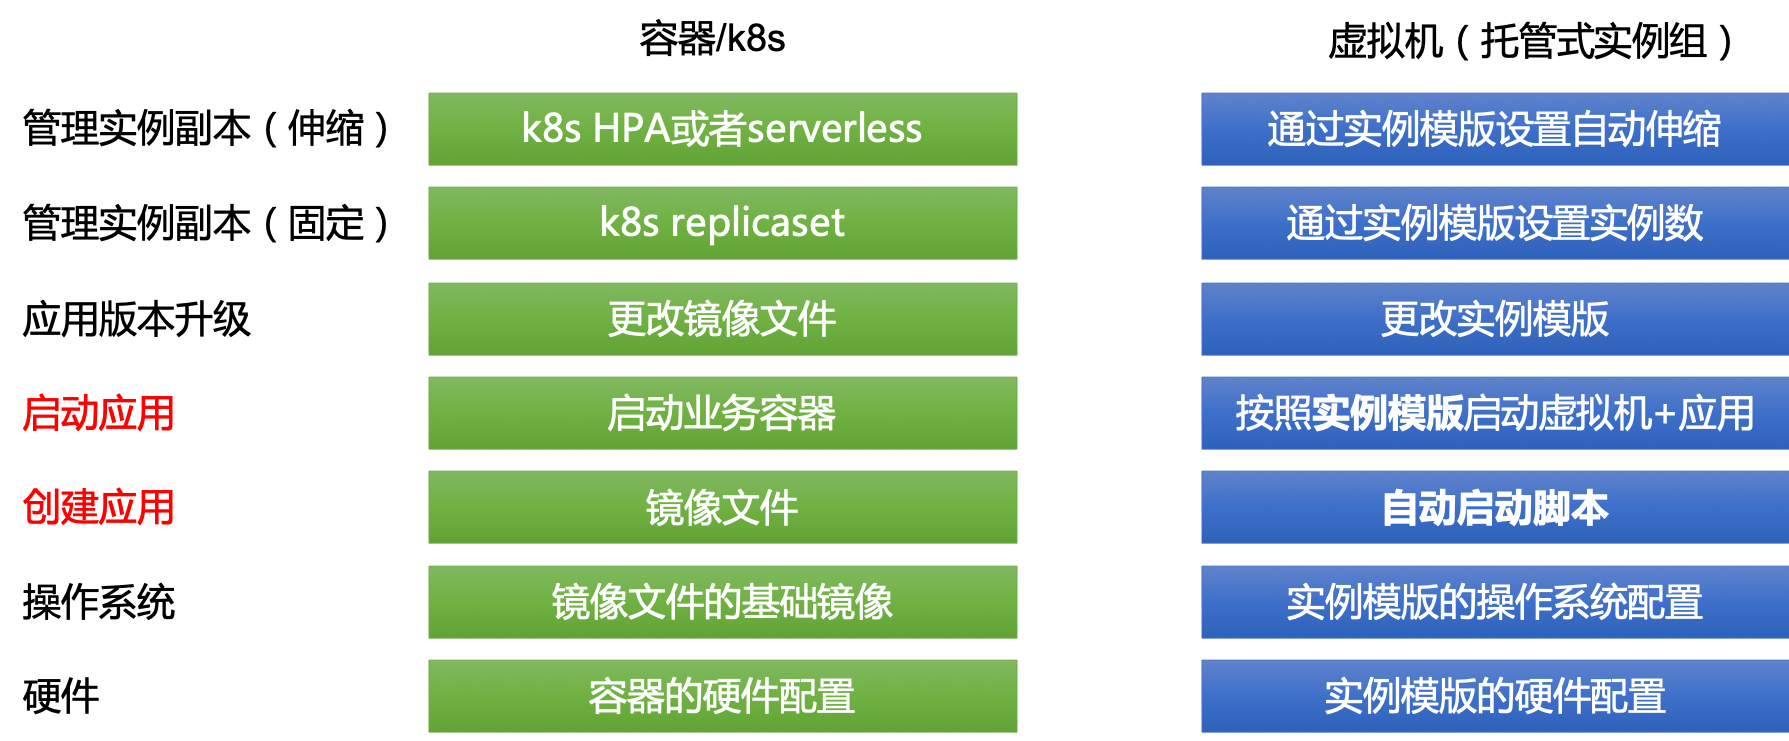 容器/k8s
虚拟机（托管式实例组）
管理实例副本（伸缩）
k8s HPA或者serverless
通过实例模版设置自动伸缩
管理实例副本（固定）
k8s replicaset
通过实例模版设置实例数
应用版本升级
更改镜像文件
更改实例模版
启动应用
启动业务容器
按照实例模版启动虚拟机+应用
创建应用
镜像文件
自动启动脚本
操作系统
镜像文件的基础镜像
实例模版的操作系统配置
硬件
容器的硬件配置
实例模版的硬件配置